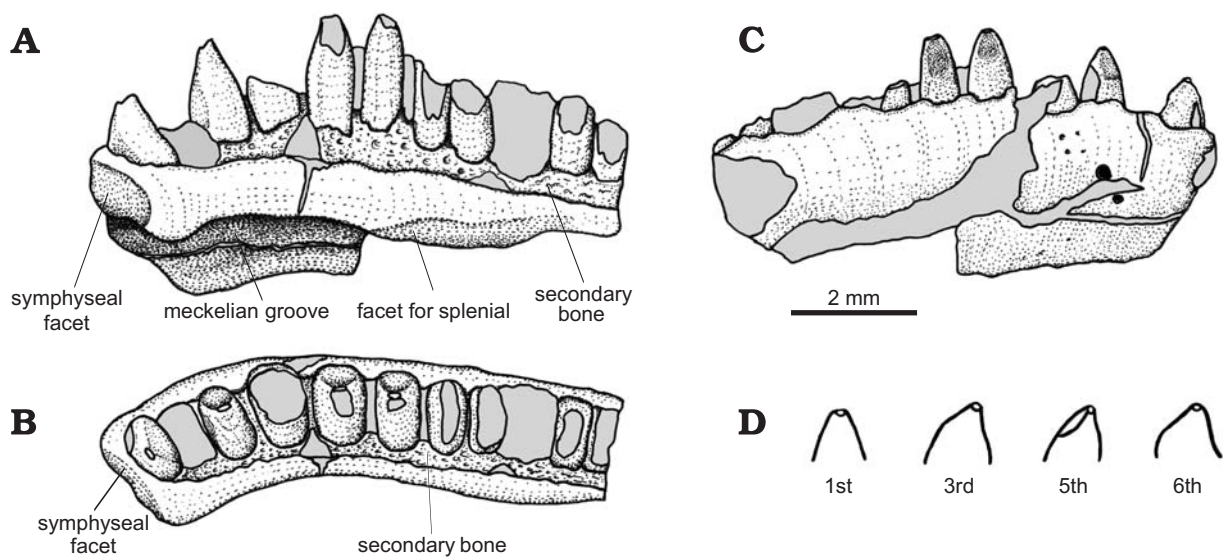 A
symphyseal
facet
meckelian groove
facet for splenial
secondary
bone
C
2 mm
B
symphyseal
facet
secondary bone
D
1st
3rd
5th
6th